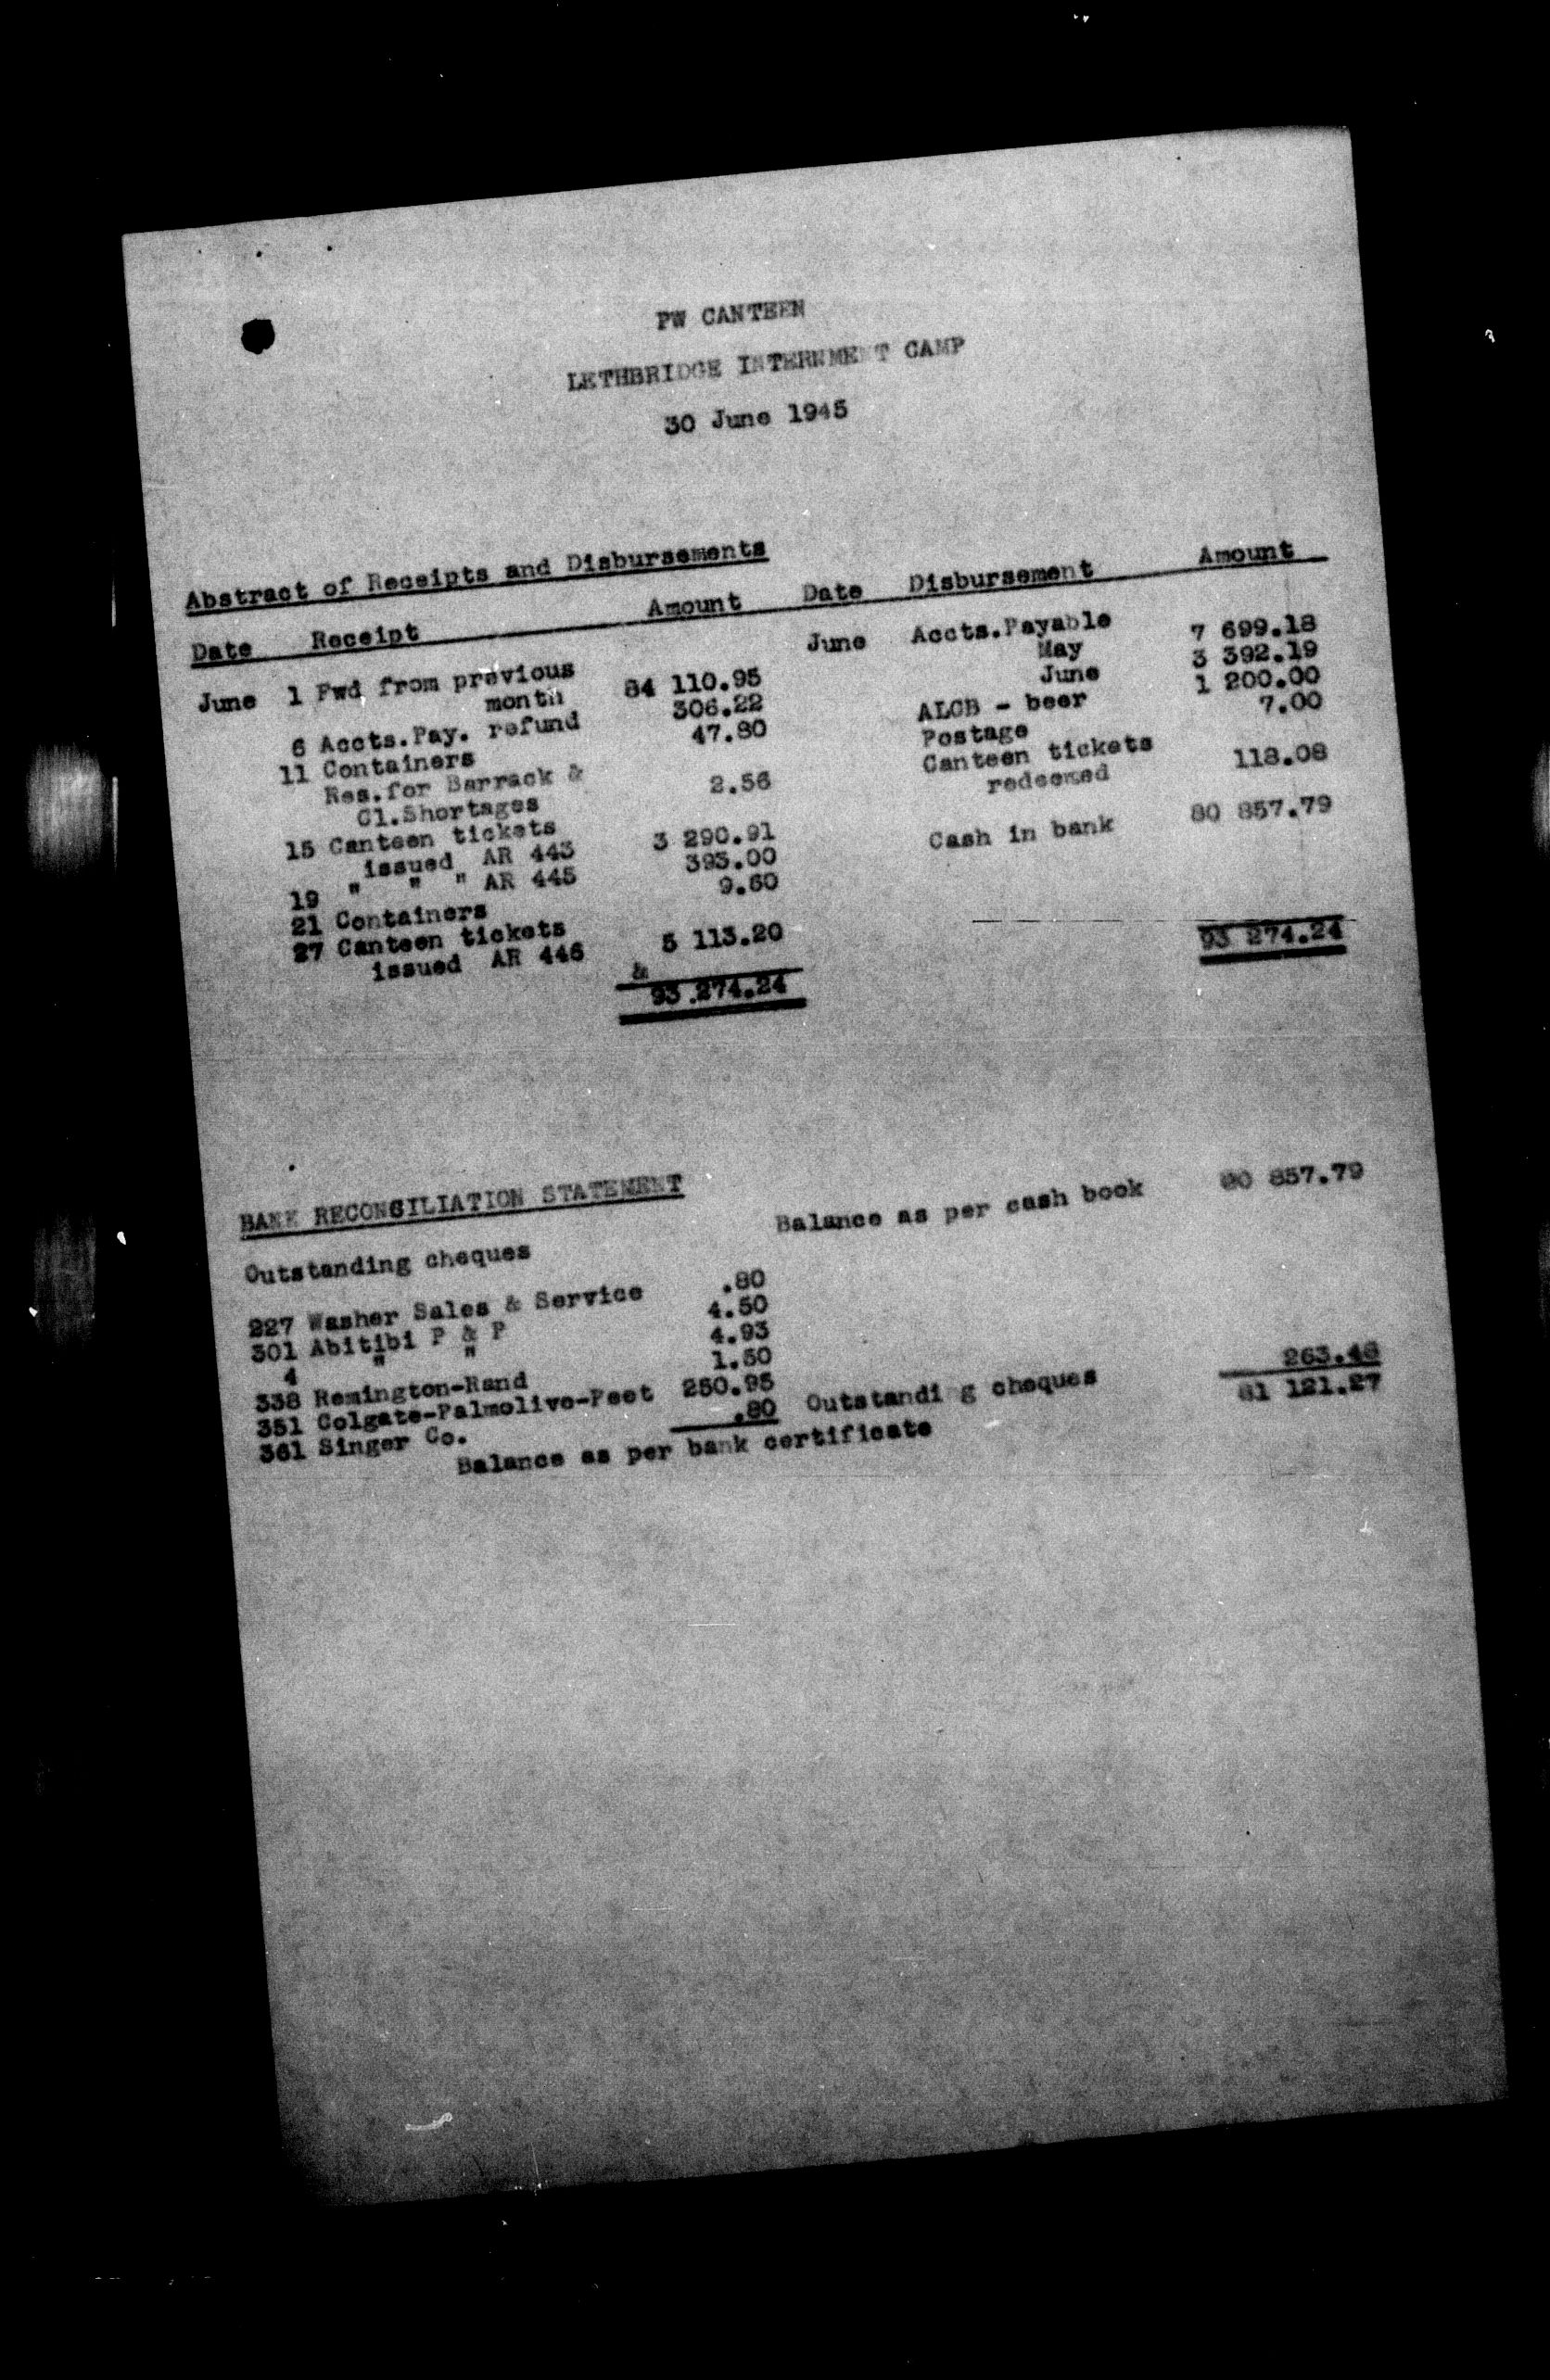 PW CANTEEN
LETHBRIDGE INTERNMENT CAMP
30 June 1945
Abstract of Receipts and Disbursements
Date Receipt Amount Date Disbursement Amount
June 1 Fwd from previous June Accts.Payable
month 84 110.95 May 7 699.18
6 Accts.Pay. refund 306.22 June 3 392.19
11 Containers 47.80 ALCB - beer 1 200.00
Res.for Barrack & Postage 7.00
Cl.Shortages 2.56 Canteen tickets
15 Canteen tickets redeemed 118.08
issued AR 443 3 290.91
19 " " " AR 445 393.00 Cash in bank 80 857.79
21 Containers 9.60
27 Canteen tickets
issued AR 446 5 113.20
&
93 274.24 93 274.24
BANK RECONCILIATION STATEMENT
Balance as per cash book 80 857.79
Outstanding cheques
227 Washer Sales & Service .80
301 Abitibi P & P 4.50
4 " " 4.93
338 Remington-Rand 1.50
351 Colgate-Palmolive-Peet 250.95
361 Singer Co. .80 Outstandi g cheques 263.48
Balance as per bank certificate 81 121.27